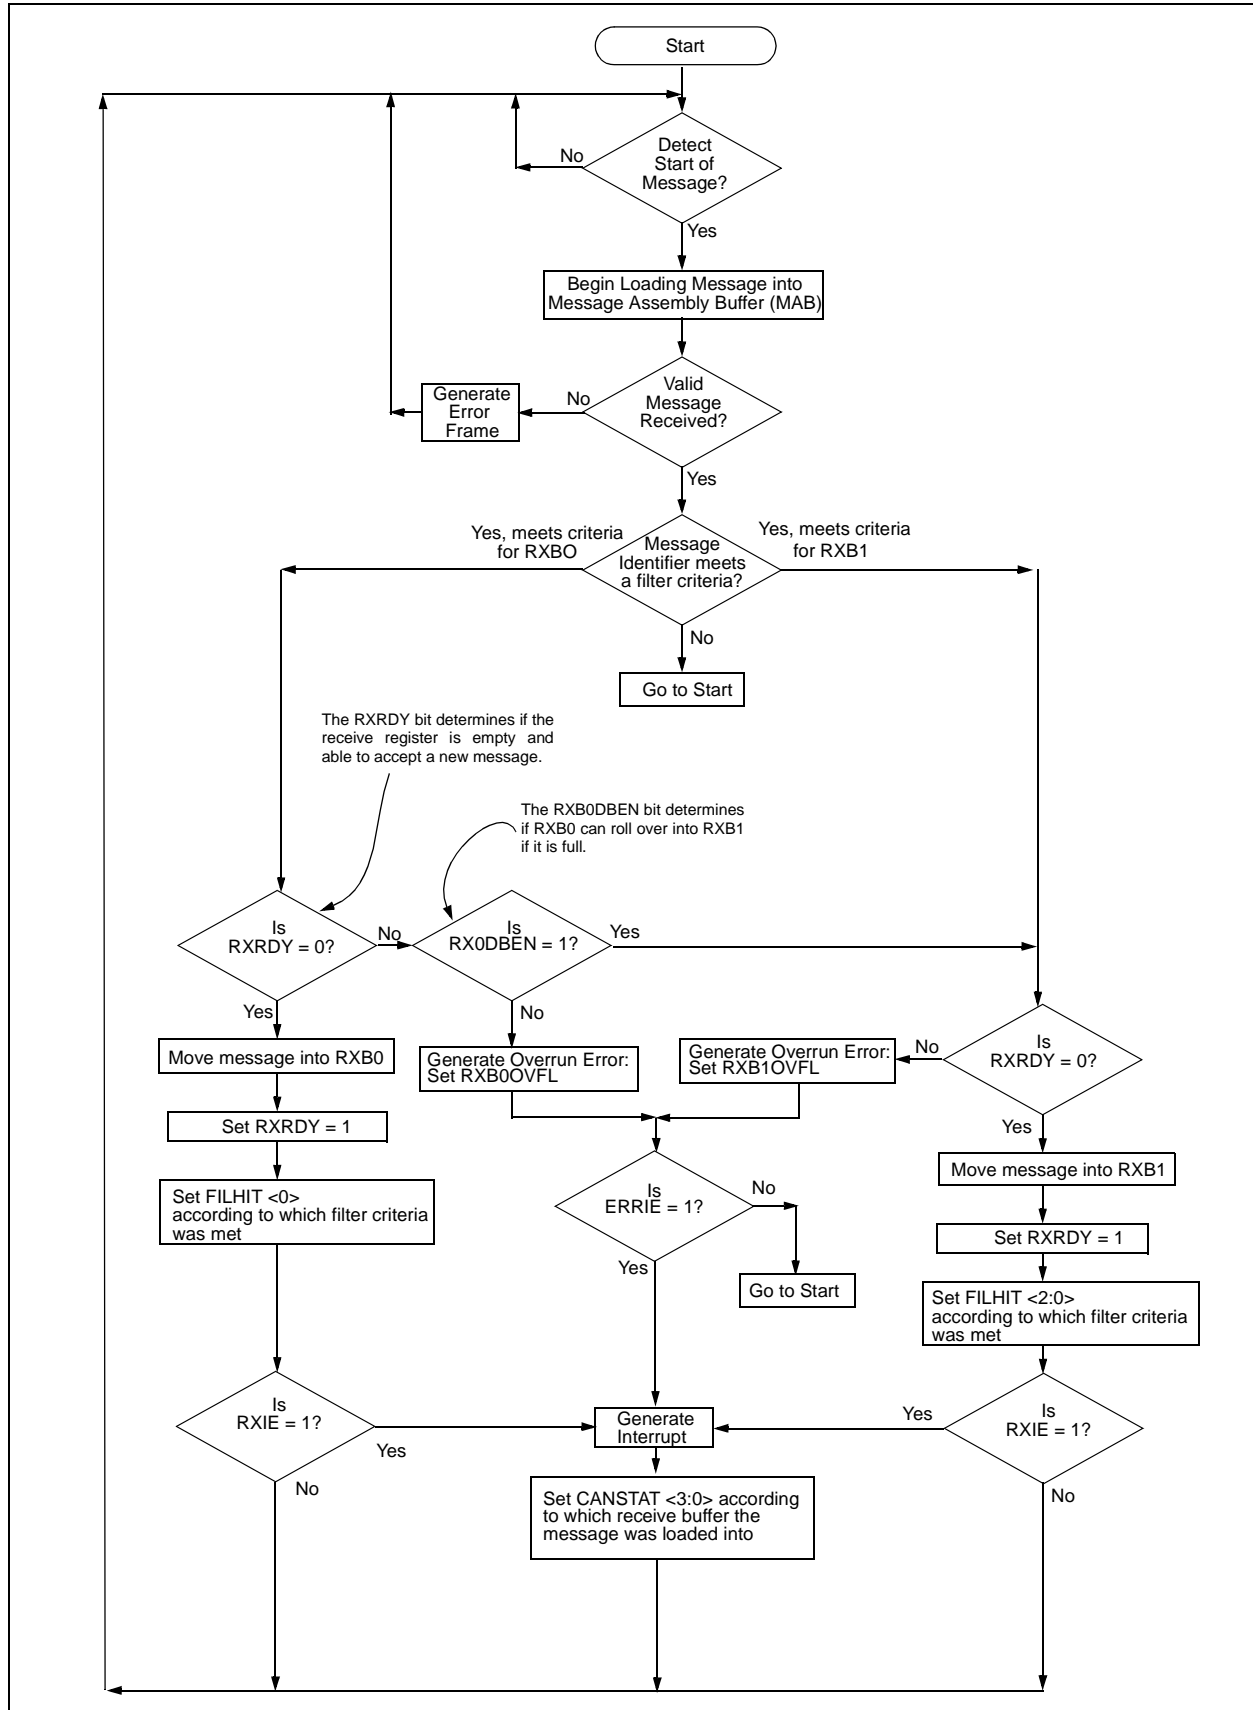 Start
Detect
Start of
Message?
No
Yes
Begin Loading Message into
Message Assembly Buffer (MAB)
Valid
Message
Received?
No
Generate
Error
Frame
Yes
Message
Identifier meets
a filter criteria?
Yes, meets criteria
for RXBO
Yes, meets criteria
for RXB1
No
Go to Start
The RXRDY bit determines if the
receive register is empty and
able to accept a new message.
The RXB0DBEN bit determines
if RXB0 can roll over into RXB1
if it is full.
Is
RXRDY = 0?
No
Is
RX0DBEN = 1?
Yes
Yes
No
Move message into RXB0
Generate Overrun Error:
Set RXB0OVFL
Generate Overrun Error:
Set RXB1OVFL
No
Is
RXRDY = 0?
Yes
Set RXRDY = 1
Move message into RXB1
Set FILHIT <0>
according to which filter criteria
was met
Is
ERRIE = 1?
No
Yes
Go to Start
Set RXRDY = 1
Set FILHIT <2:0>
according to which filter criteria
was met
Is
RXIE = 1?
Yes
No
Generate
Interrupt
Yes
Is
RXIE = 1?
No
Set CANSTAT <3:0> according
to which receive buffer the
message was loaded into